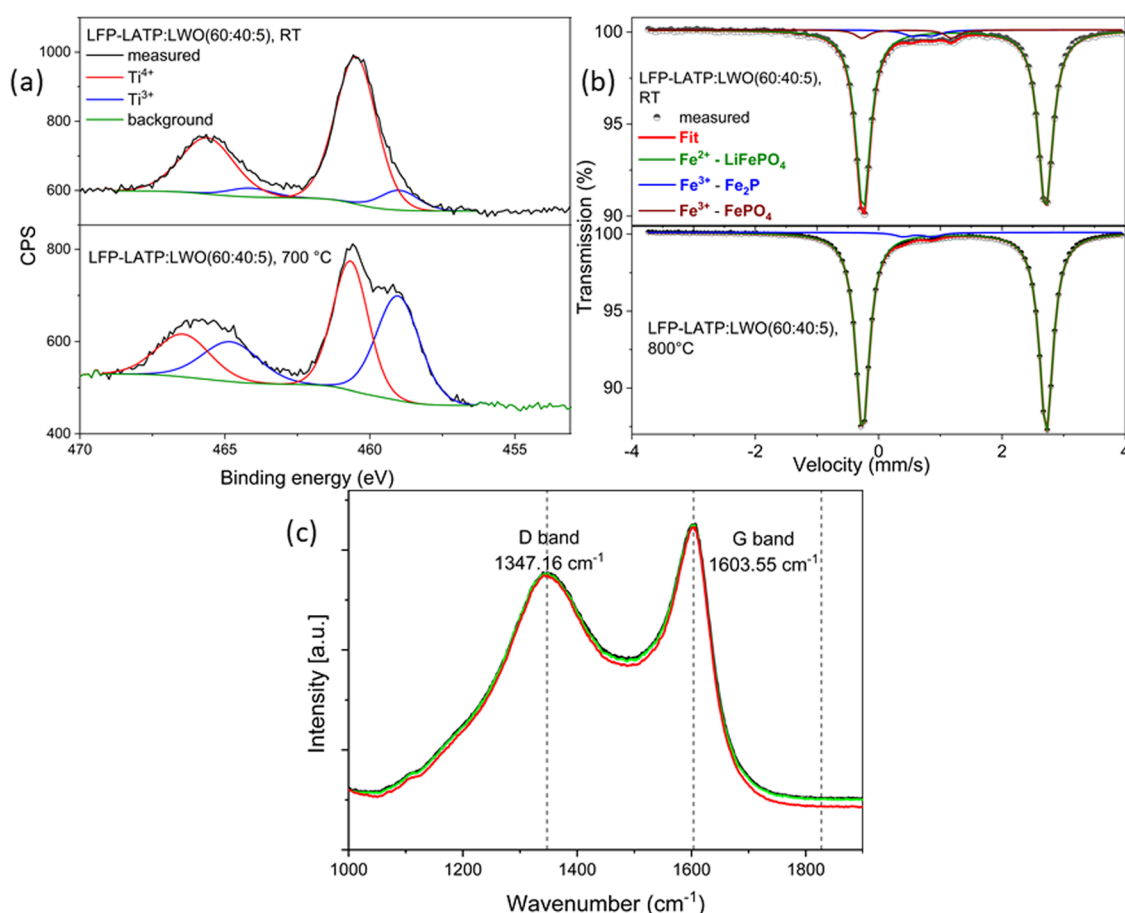 (a)
LFP-LATP:LWO(60:40:5), RT
measured
Ti⁴⁺
Ti³⁺
background
1000
800
600
LFP-LATP:LWO(60:40:5), 700 °C
800
600
400
CPS
470
465
460
455
Binding energy (eV)
(b)
100
LFP-LATP:LWO(60:40:5),
RT
measured
Fit
Fe²⁺ - LiFePO₄
Fe³⁺ - Fe₂P
Fe³⁺ - FePO₄
95
90
100
95
90
LFP-LATP:LWO(60:40:5),
800°C
Transmission (%)
-4
-2
0
2
4
Velocity (mm/s)
(c)
D band
1347.16 cm⁻¹
G band
1603.55 cm⁻¹
Intensity [a.u.]
1000
1200
1400
1600
1800
Wavenumber (cm⁻¹)